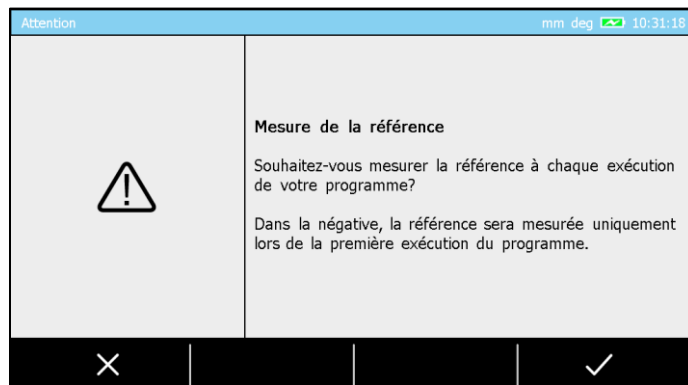 Attention
mm deg 10:31:18
Mesure de la référence
Souhaitez-vous mesurer la référence à chaque exécution
de votre programme?
Dans la négative, la référence sera mesurée uniquement
lors de la première exécution du programme.